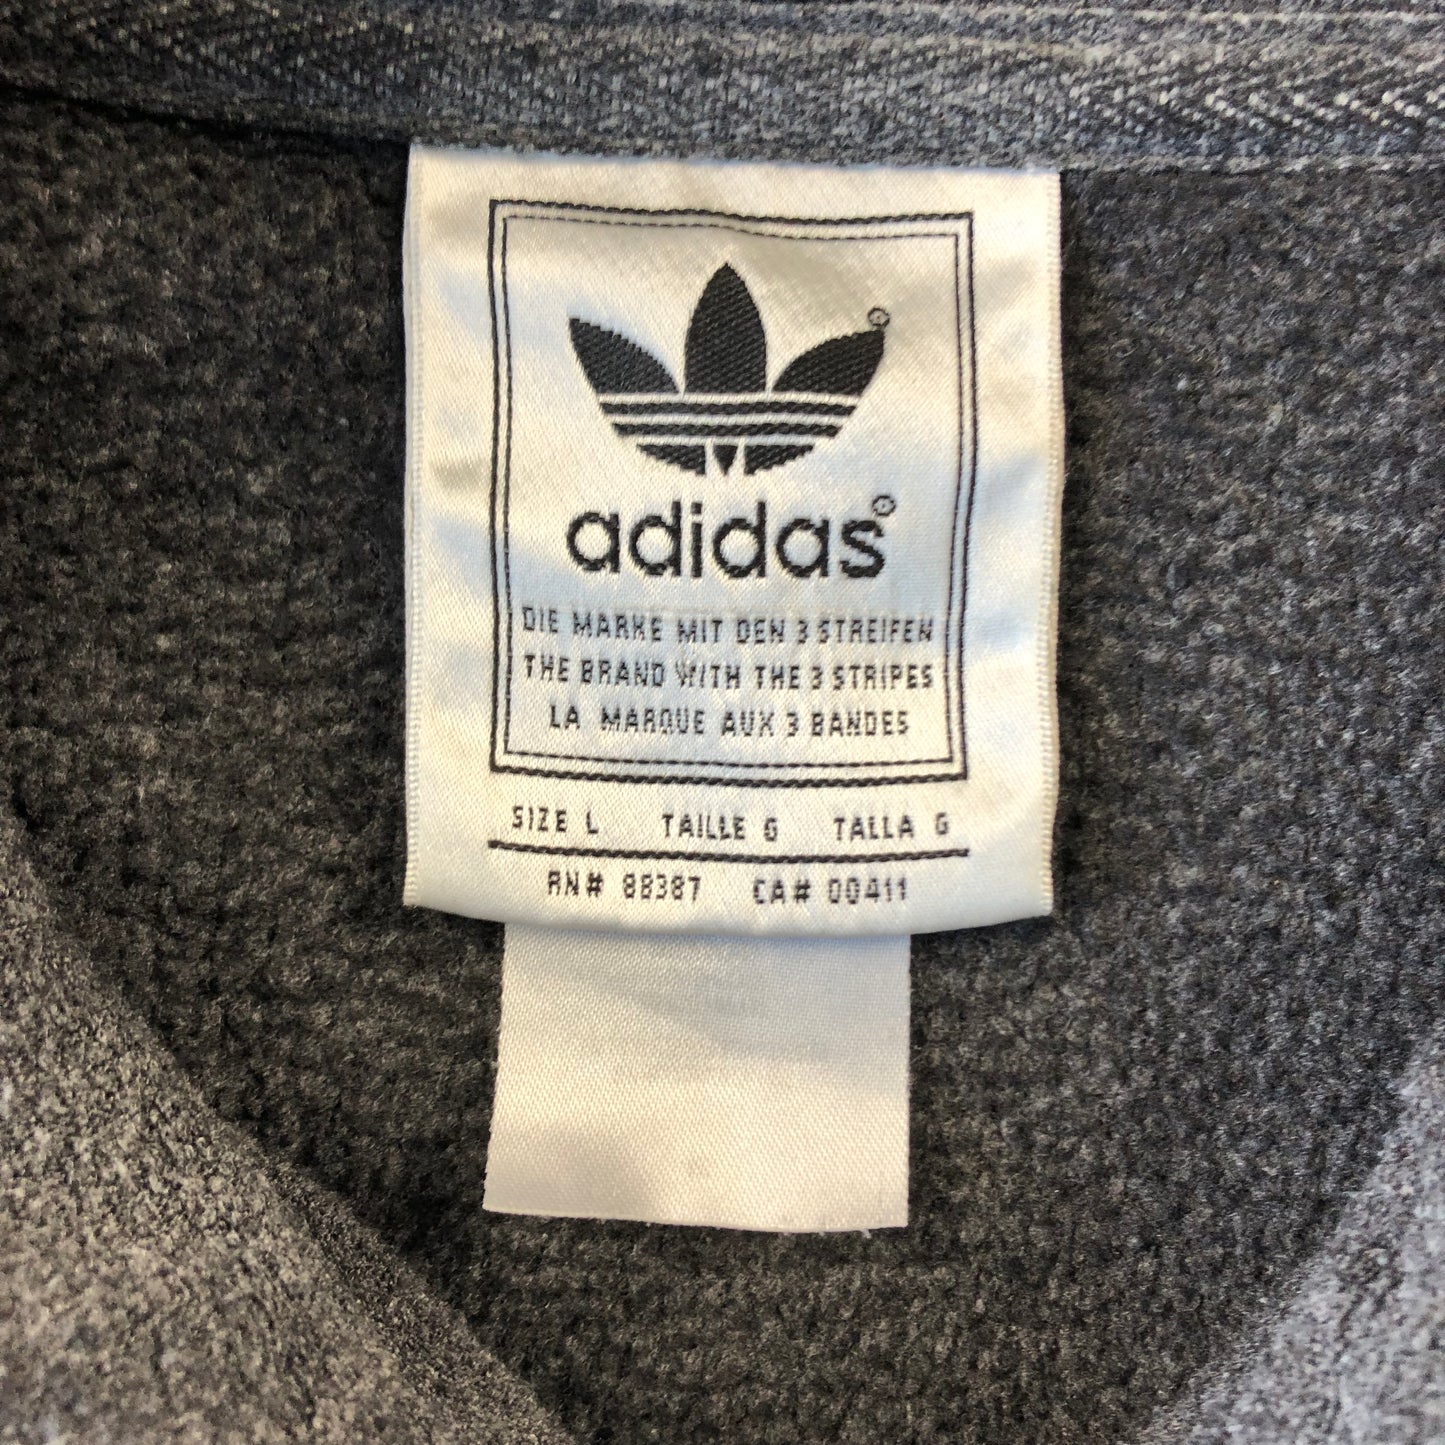 ®
adidas®
DIE MARKE MIT DEN 3 STREIFEN
THE BRAND WITH THE 3 STRIPES
LA MARQUE AUX 3 BANDES
SIZE L TAILLE G TALLA G
RN# 88387 CA# 00411